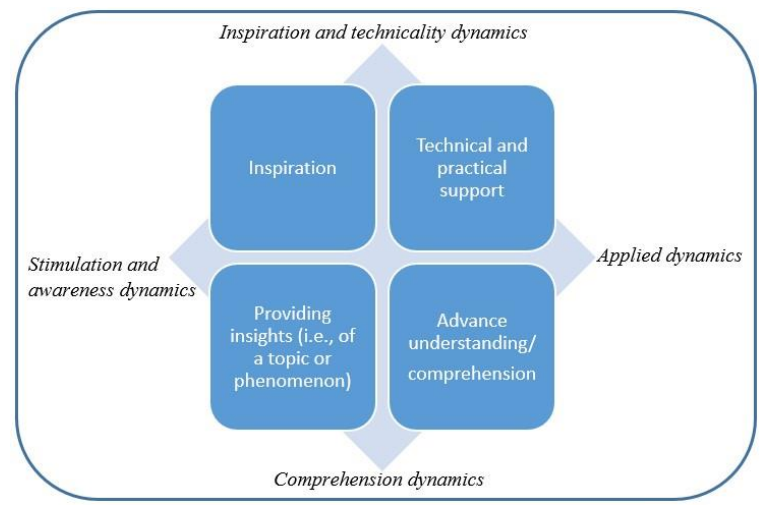 Inspiration and technicality dynamics
Inspiration
Technical and
practical
support
Stimulation and
awareness dynamics
Applied dynamics
Providing
insights (i.e., of
a topic or
phenomenon)
Advance
understanding/
comprehension
Comprehension dynamics